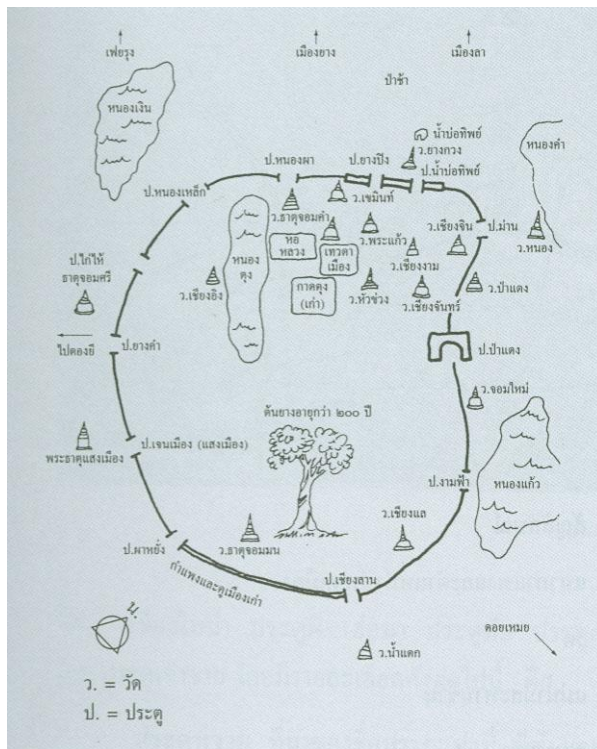 เฟยรุง
เมืองยาง
เมืองลา
ป่าช้า
หนองเงิน
น้ำบ่อทิพย์
ว.ยางกวง
หนองคำ
ป.หนองผา
ป.ยางปึง
ป.น้ำบ่อทิพย์
ป.หนองเหล็ก
ว.เขมินท์
ว.ธาตุจอมคำ
ว.เชียงจิน
ป.ม่าน
ว.หนอง
หอ
หลวง
เทวดา
เมือง
ว.พระแก้ว
ว.เชียงงาม
หนอง
ตุง
ป.ไก่ให้
ธาตุจอมศรี
ว.เชียงยิง
กาดตุง
(เก่า)
ว.หัวข่วง
ว.เชียงจันทร์
ว.ป่าแดง
ไปตองยี
ป.ยางคำ
ป.ป่าแดง
ว.จอมใหม่
ต้นยางอายุกว่า ๒๐๐ ปี
ป.เจนเมือง (แสงเมือง)
พระธาตุแสงเมือง
ป.งามฟ้า
หนองแก้ว
ว.เชียงแล
ป.ผาหยั่ง
ว.ธาตุจอมมน
กำแพงและคูเมืองเก่า
ป.เชียงลาน
น.
ดอยเหมย
ว.น้ำแตก
ว. = วัด
ป. = ประตู